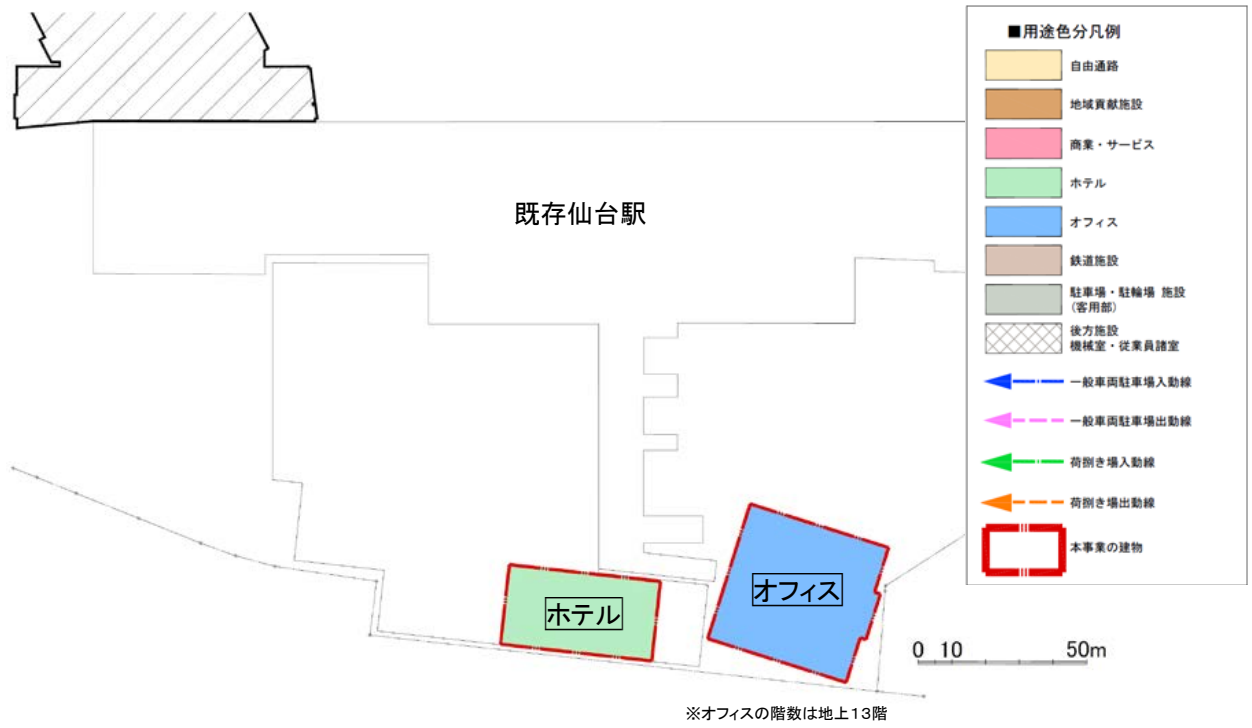 既存仙台駅
ホテル
オフィス
■用途色分凡例
自由通路
地域貢献施設
商業・サービス
ホテル
オフィス
鉄道施設
駐車場・駐輪場 施設
(客用部)
後方施設
機械室・従業員諸室
一般車両駐車場入動線
一般車両駐車場出動線
荷捌き場入動線
荷捌き場出動線
本事業の建物
0 10 50m
※オフィスの階数は地上13階